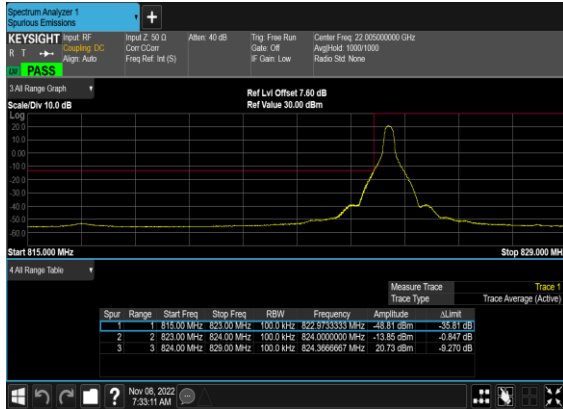 Spectrum Analyzer 1
Spurious Emissions
+
KEYSIGHT Input: RF Input Z: 50 Ω Atten: 40 dB Trig: Free Run Center Freq: 22.005000000 GHz
R T Coupling: DC Corr CCorr Gate: Off Avg|Hold: 1000/1000
Align: Auto Freq Ref: Int (S) IF Gain: Low Radio Std: None
PASS
3 All Range Graph
Ref Lvl Offset 7.60 dB
Scale/Div 10.0 dB Ref Value 30.00 dBm
Log
20.0
10.0
0.00
-10.0
-20.0
-30.0
-40.0
-50.0
-60.0
Start 815.000 MHz Stop 829.000 MH
4 All Range Table
Measure Trace Trace 1
Trace Type Trace Average (Active)
Spur Range Start Freq Stop Freq RBW Frequency Amplitude ΔLimit
1 1 815.00 MHz 823.00 MHz 100.0 kHz 822.9733333 MHz -48.81 dBm -35.81 dB
2 2 823.00 MHz 824.00 MHz 100.0 kHz 824.0000000 MHz -13.85 dBm -0.847 dB
3 3 824.00 MHz 829.00 MHz 100.0 kHz 824.3666667 MHz 20.73 dBm -9.270 dB
? Nov 08, 2022
7:33:11 AM